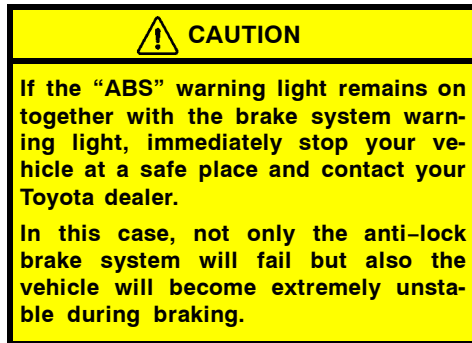 CAUTION
If the “ABS” warning light remains on
together with the brake system warn-
ing light, immediately stop your ve-
hicle at a safe place and contact your
Toyota dealer.
In this case, not only the anti−lock
brake system will fail but also the
vehicle will become extremely unsta-
ble during braking.